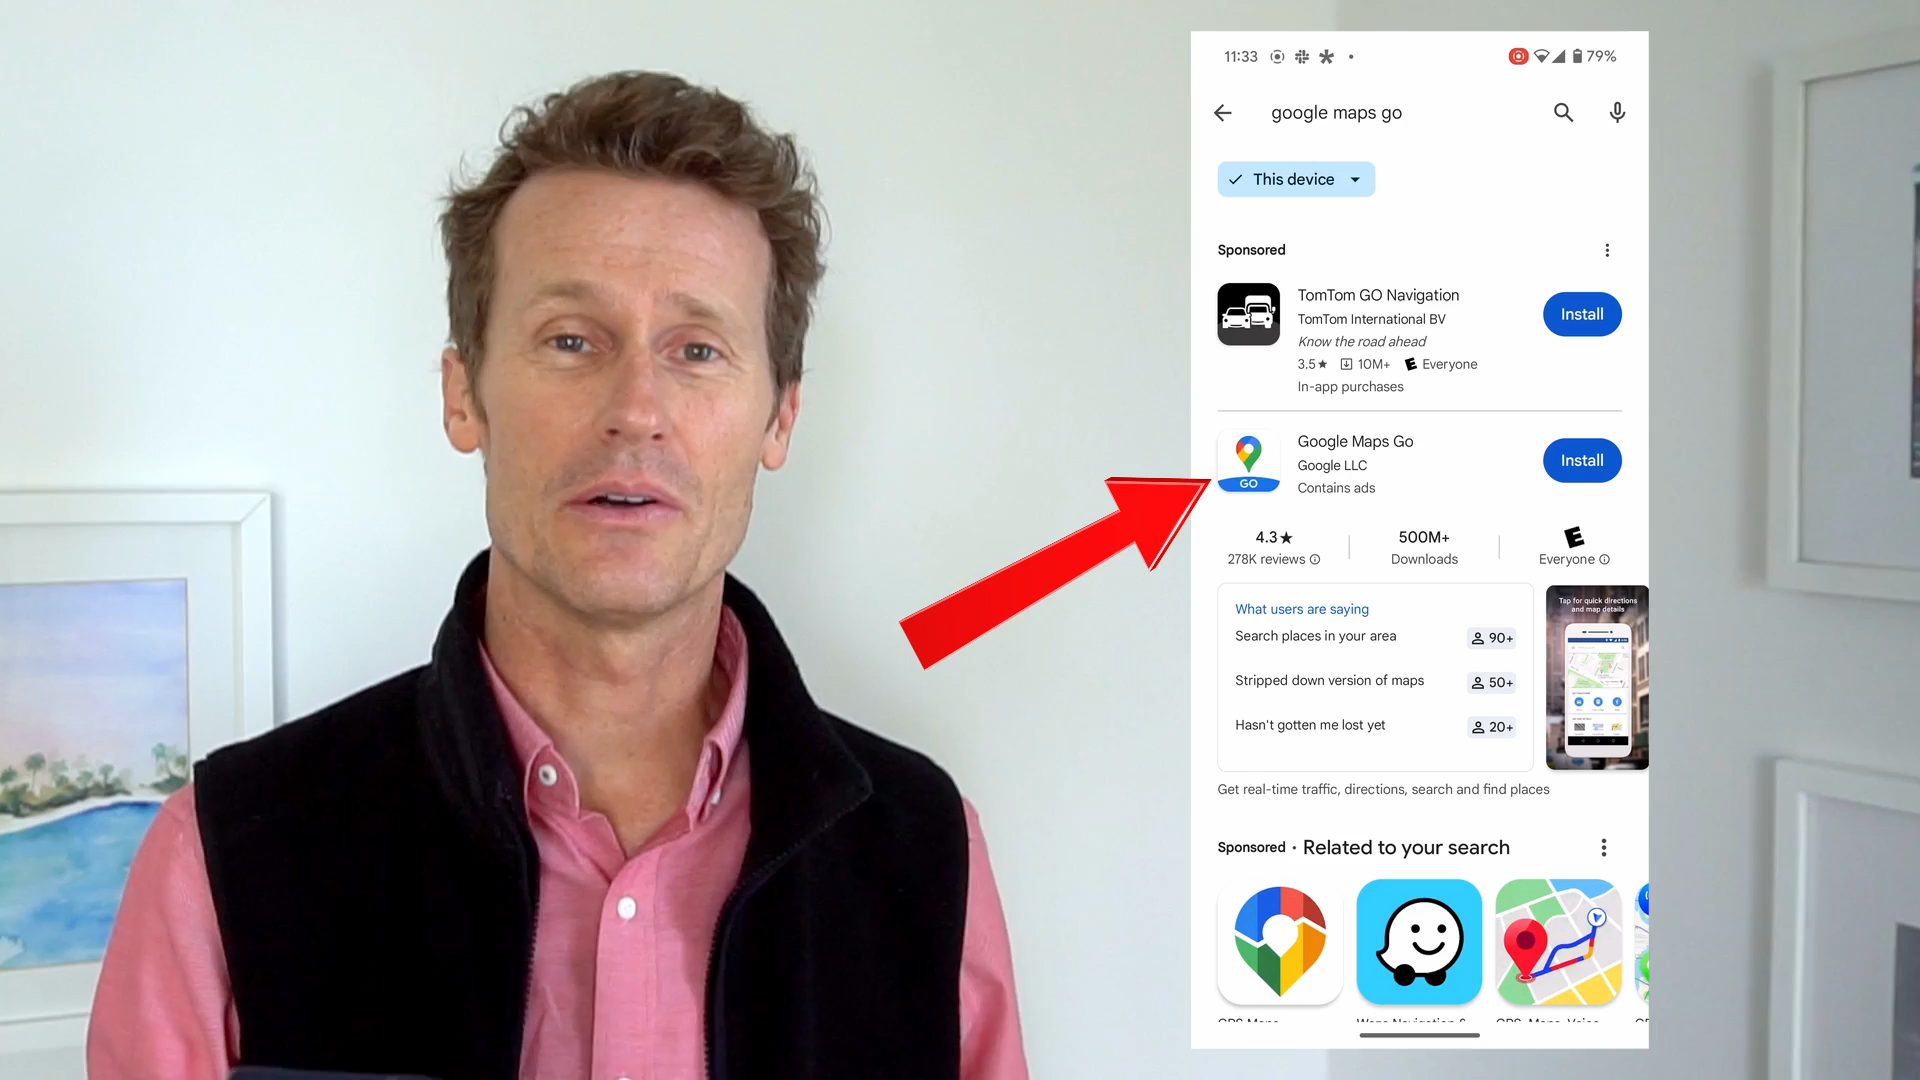 11:33
79%
google maps go
This device
Sponsored
TomTom GO Navigation
TomTom International BV
Know the road ahead
3.5★ 10M+ E Everyone
In-app purchases
Install
Google Maps Go
Google LLC
Contains ads
Install
GO
4.3★ 500M+ E
278K reviews Downloads Everyone
What users are saying
Search places in your area 90+
Stripped down version of maps 50+
Hasn't gotten me lost yet 20+
Tap for quick directions
and map details
Get real-time traffic, directions, search and find places
Sponsored · Related to your search